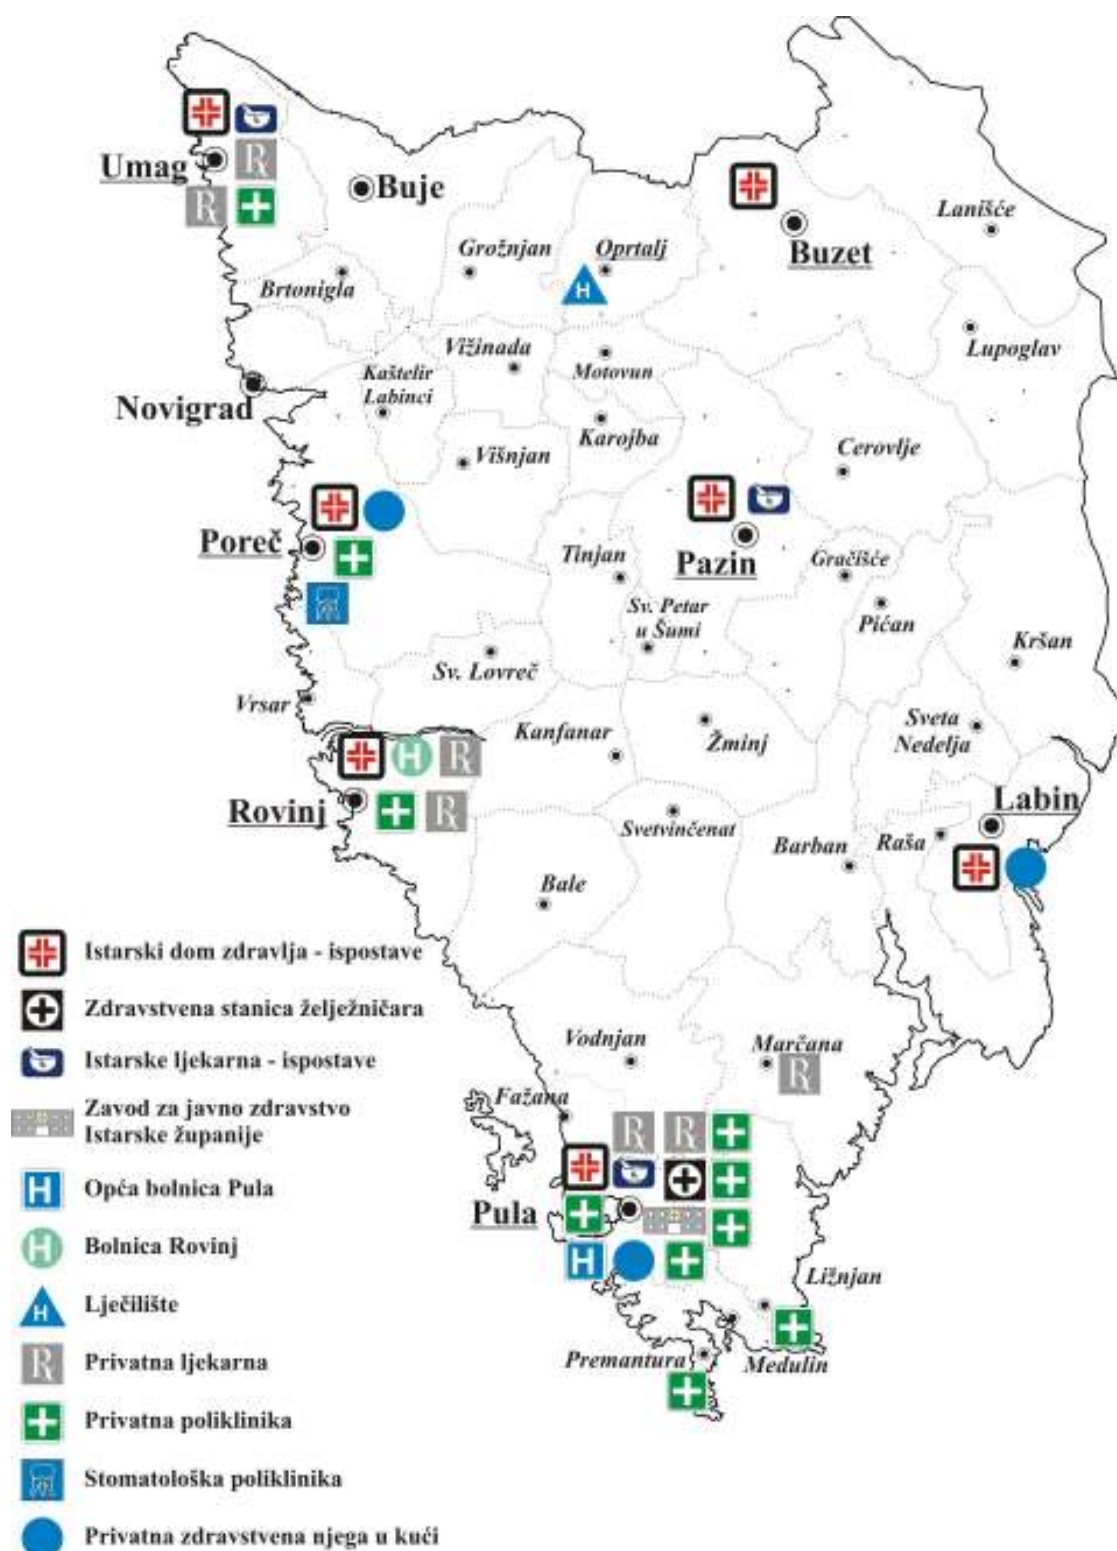 Umag
Buje
Buzet
Lanišće
Grožnjan
Oprtalj
Brtonigla
H
Lupoglav
Vižinada
Motovun
Kaštelir
Labinci
Novigrad
Karojba
Višnjan
Cerovlje
Poreč
Pazin
Tinjan
Gračišće
Sv. Petar
u Šumi
Pićan
Kršan
Sv. Lovreč
Vrsar
Kanfanar
Žminj
Sveta
Nedelja
H
Rovinj
Labin
Svetvinčenat
Barban
Raša
Bale
Istarski dom zdravlja - ispostave
Zdravstvena stanica želježničara
Vodnjan
Marčana
Istarske ljekarna - ispostave
Fažana
Zavod za javno zdravstvo
Istarske županije
Pula
H
Opća bolnica Pula
H
Bolnica Rovinj
H
Ližnjan
Lječilište
H
Premantura
Medulin
Privatna ljekarna
Privatna poliklinika
Stomatološka poliklinika
Privatna zdravstvena njega u kući